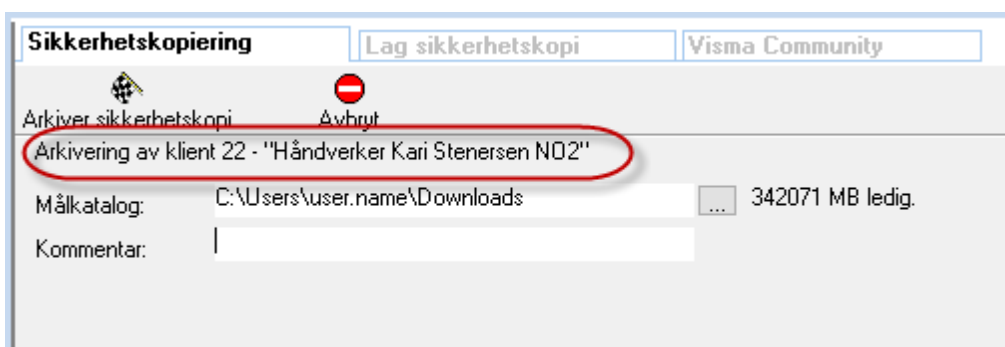 Sikkerhetskopiering Lag sikkerhetskopi Visma Community
Arkiver sikkerhetskopi Avbryt
Arkivering av klient 22 - "Håndverker Kari Stenersen NO2"
Målkatalog: C:\Users\user.name\Downloads ... 342071 MB ledig.
Kommentar: